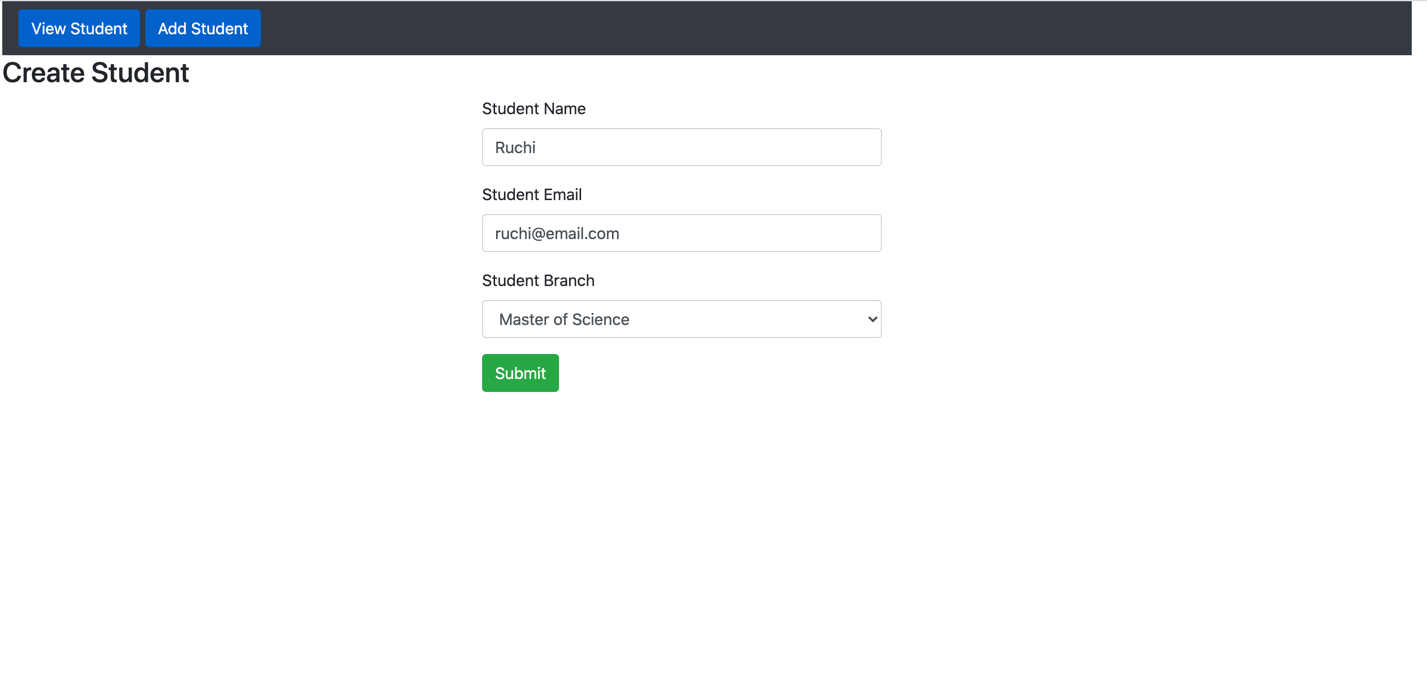 View Student Add Student
Create Student
Student Name
Ruchi
Student Email
ruchi@email.com
Student Branch
Master of Science
Submit